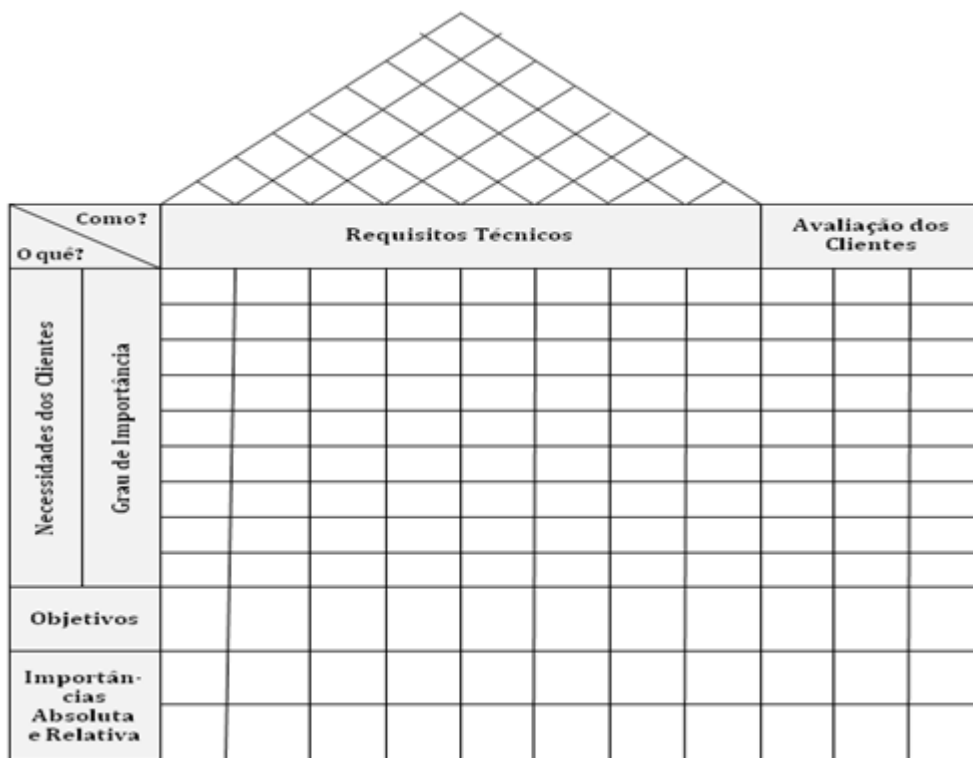 Como?
O quê?
Requisitos Técnicos
Avaliação dos
Clientes
Necessidades dos Clientes
Grau de Importância
Objetivos
Importân-
cias
Absoluta
e Relativa